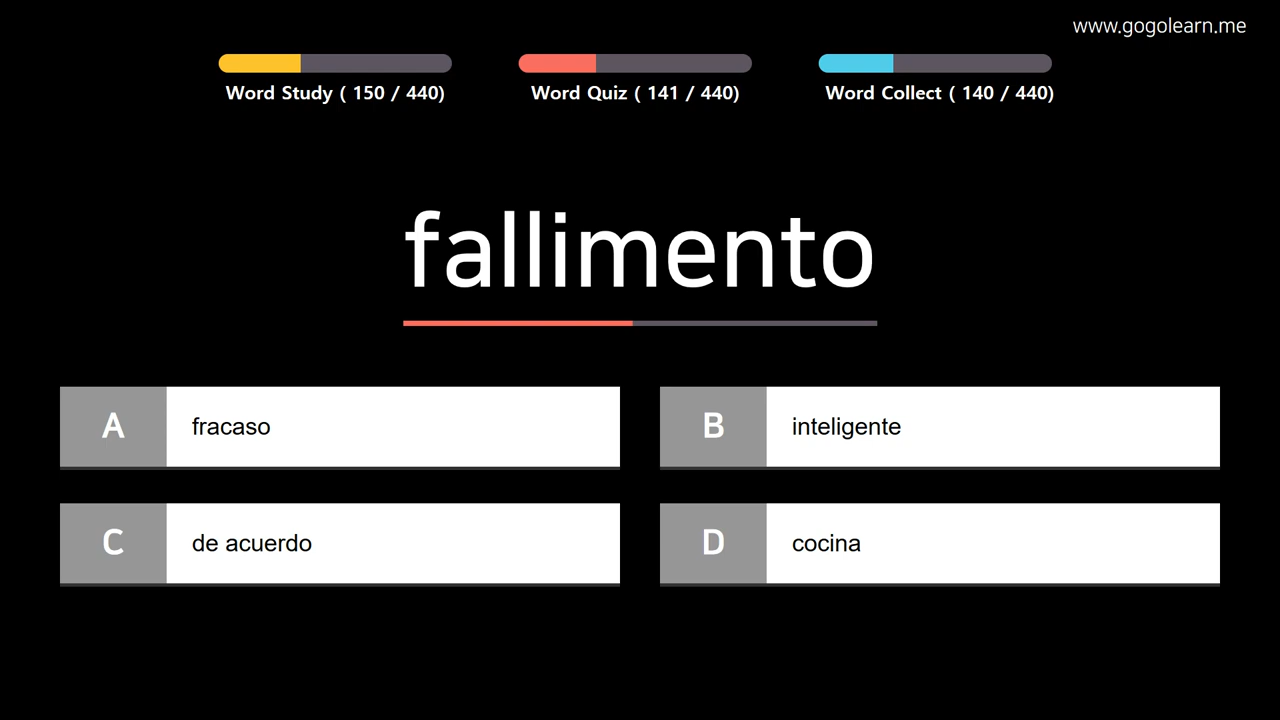 www.gogolearn.me
Word Study ( 150 / 440)
Word Quiz ( 141 / 440)
Word Collect ( 140 / 440)
fallimento
A fracaso
B inteligente
C de acuerdo
D cocina